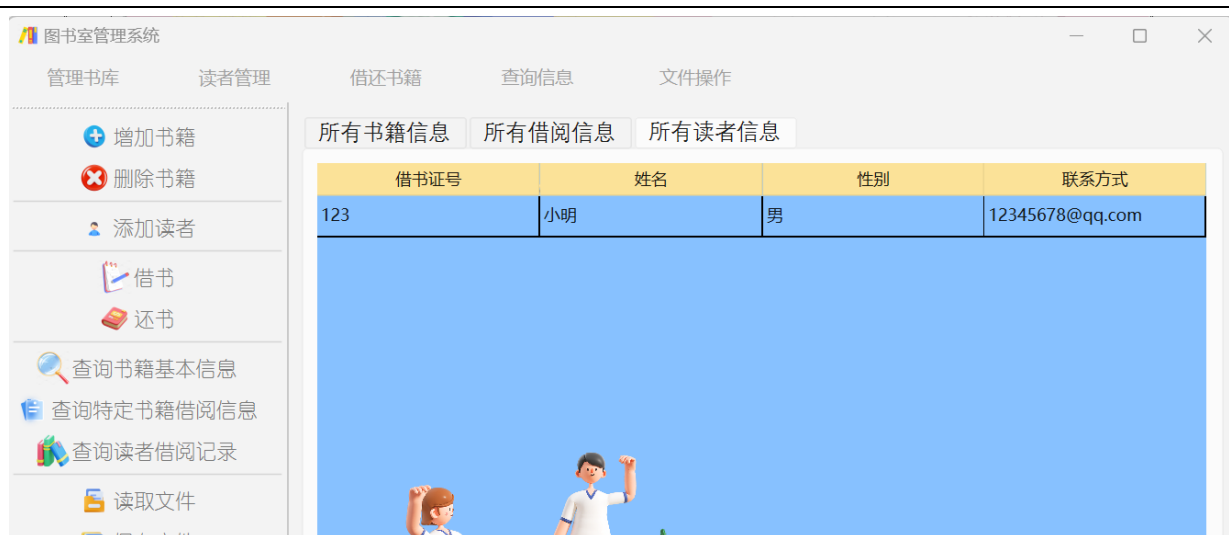 图书室管理系统
管理书库 读者管理 借还书籍 查询信息 文件操作
增加书籍
删除书籍
添加读者
借书
还书
查询书籍基本信息
查询特定书籍借阅信息
查询读者借阅记录
读取文件
所有书籍信息 所有借阅信息 所有读者信息
借书证号 姓名 性别 联系方式
123 小明 男 12345678@qq.com